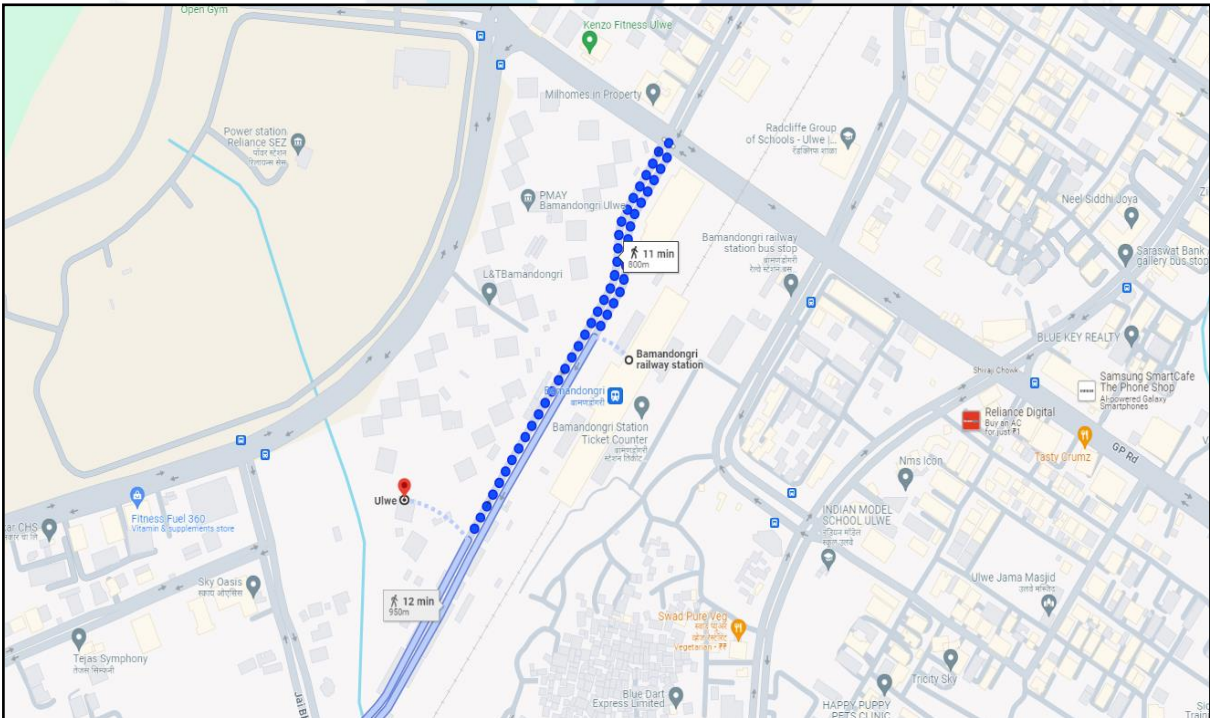 Open Gym
Kenzo Fitness Ulwe
Milhomes in Property
Radcliffe Group
of Schools - Ulwe |...
Power station
Reliance SEZ
PMAY
Bamandongri Ulwe
Neel Siddhi Joya
11 min
800m
Bamandongri railway
station bus stop
Saraswat Bank
gallery bus stop
L&TBamandongri
BLUE KEY REALTY
Bamandongri
railway station
Shivaji Chowk
Samsung SmartCafe
The Phone Shop
AI-powered Galaxy
Smartphones
Bamandongri
बामणडोंगरी
Reliance Digital
Buy an AC
for just ₹1
Bamandongri Station
Ticket Counter
Tasty Crumz
GP Rd
Nms Icon
Ulwe
Fitness Fuel 360
Vitamin & supplements store
INDIAN MODEL
SCHOOL ULWE
Sky Oasis
स्काय ओएसिस
Ulwe Jama Masjid
12 min
950m
Swad Pure Veg
Vegetarian • ₹₹
Tejas Symphony
Tricity Sky
Blue Dart
Express Limited
HAPPY PUPPY
PETS CLINIC